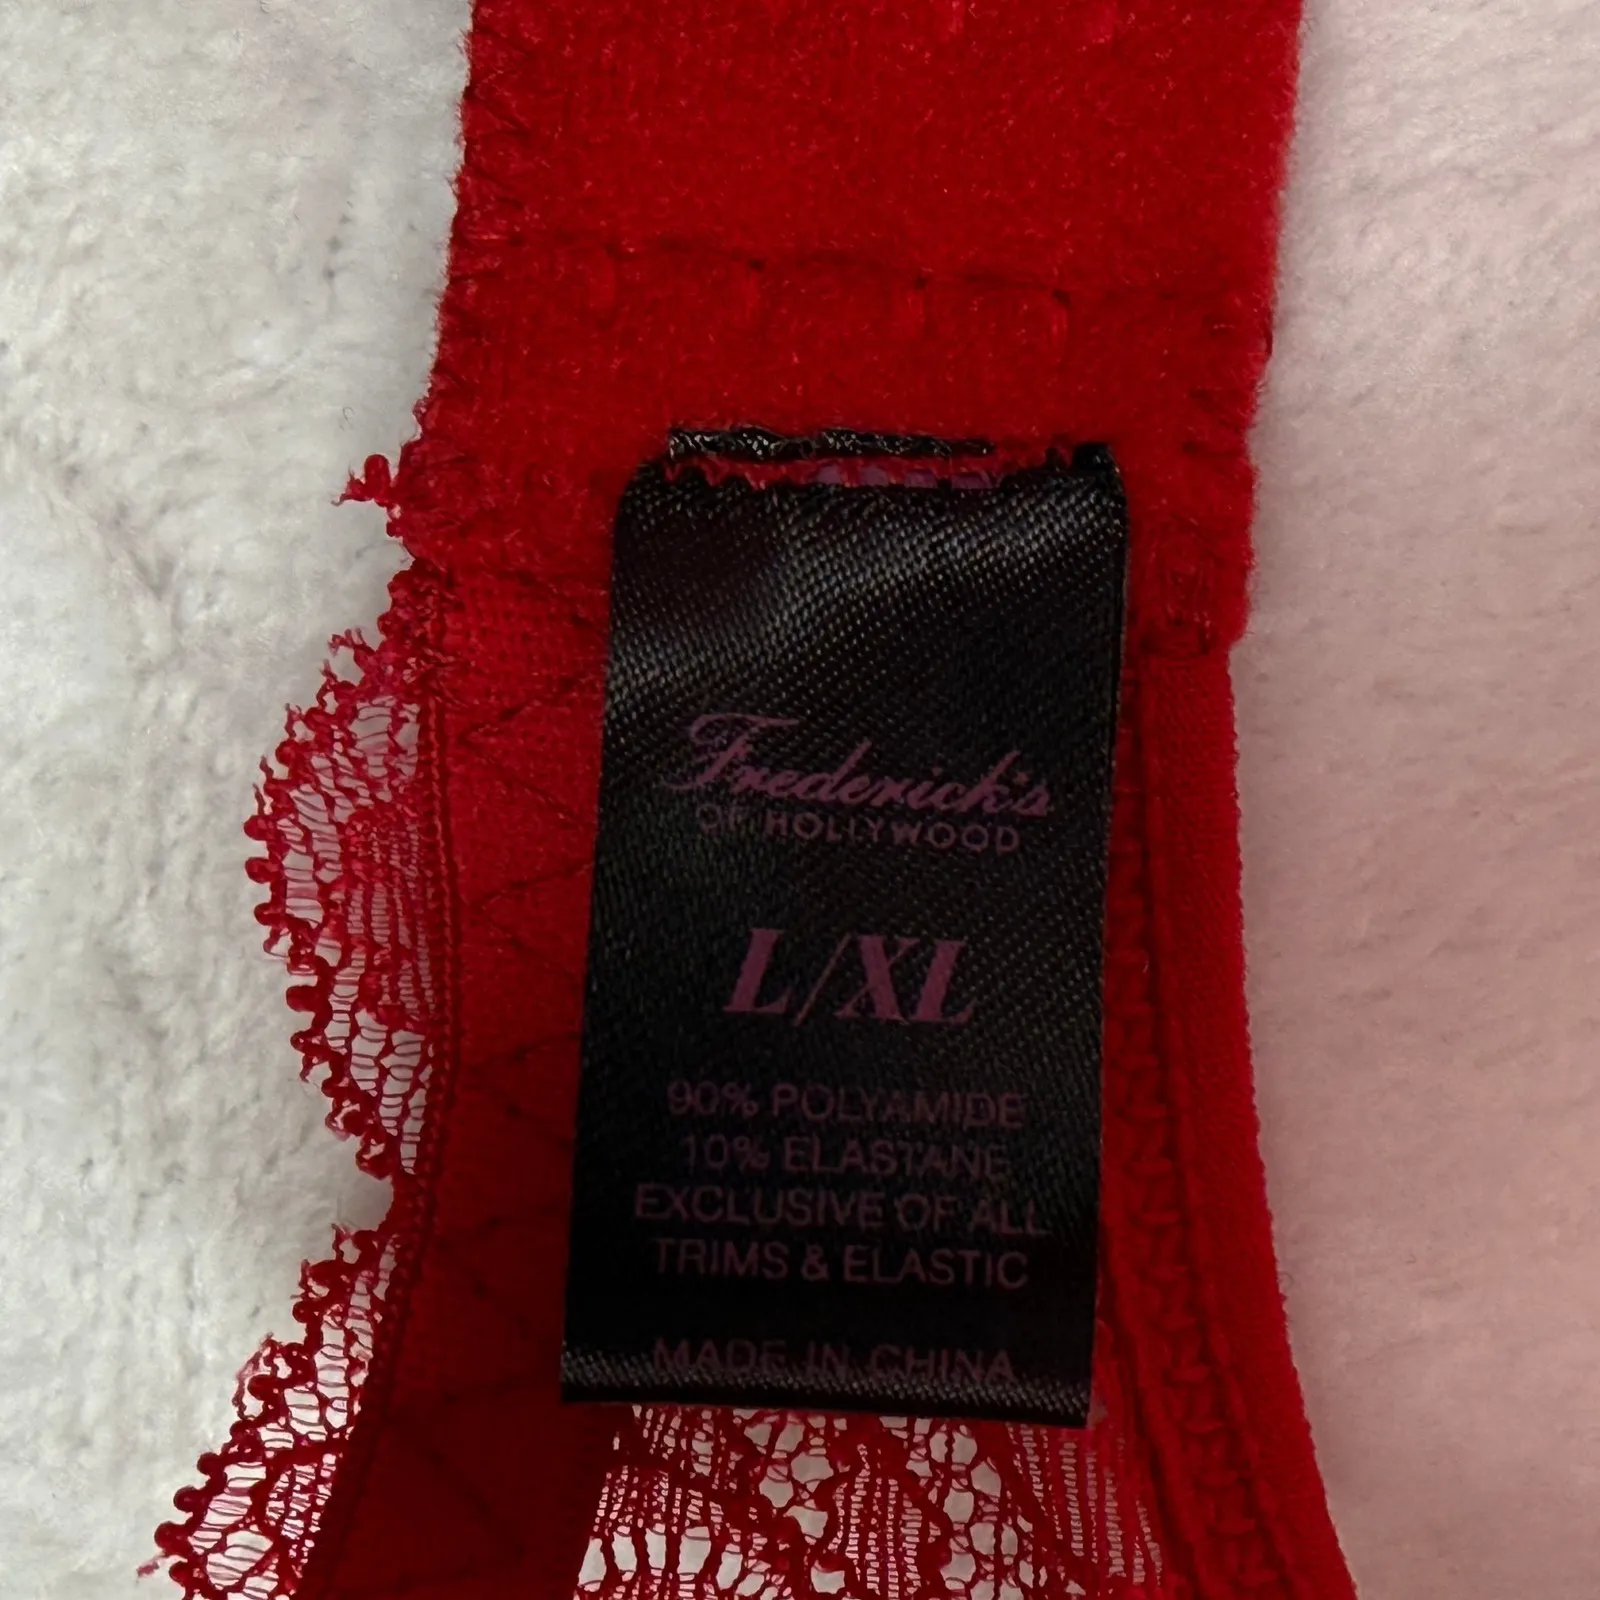 Frederick's
OF HOLLYWOOD
L/XL
90% POLYAMIDE
10% ELASTANE
EXCLUSIVE OF ALL
TRIMS & ELASTIC
MADE IN CHINA